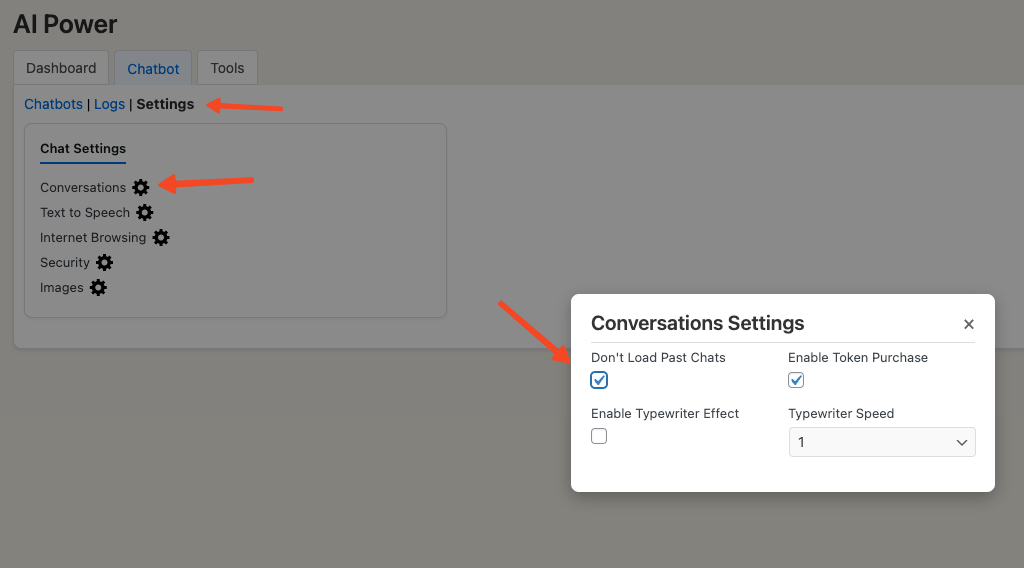 AI Power
Dashboard Chatbot Tools
Chatbots | Logs | Settings
Chat Settings
Conversations
Text to Speech
Internet Browsing
Security
Images
Conversations Settings ×
Don't Load Past Chats Enable Token Purchase
Enable Typewriter Effect Typewriter Speed
1